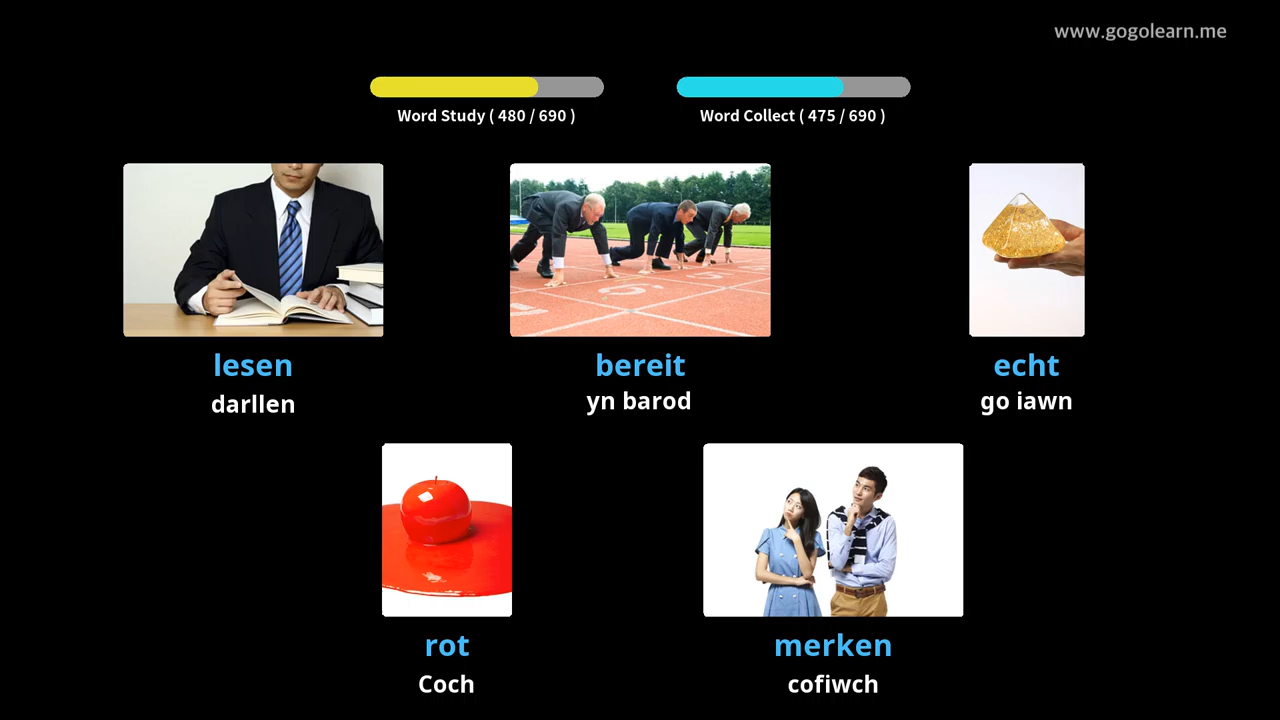 www.gogolearn.me
Word Study ( 480 / 690 )
Word Collect ( 475 / 690 )
lesen
darllen
bereit
yn barod
echt
go iawn
rot
Coch
merken
cofiwch